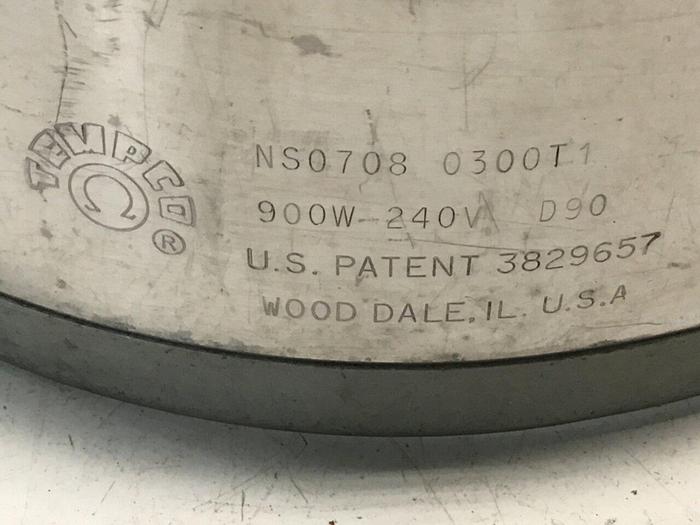 TEMPCO
Ω
®
NS0708 0300T1
900W-240V D90
U.S. PATENT 3829657
WOOD DALE, IL. U.S.A